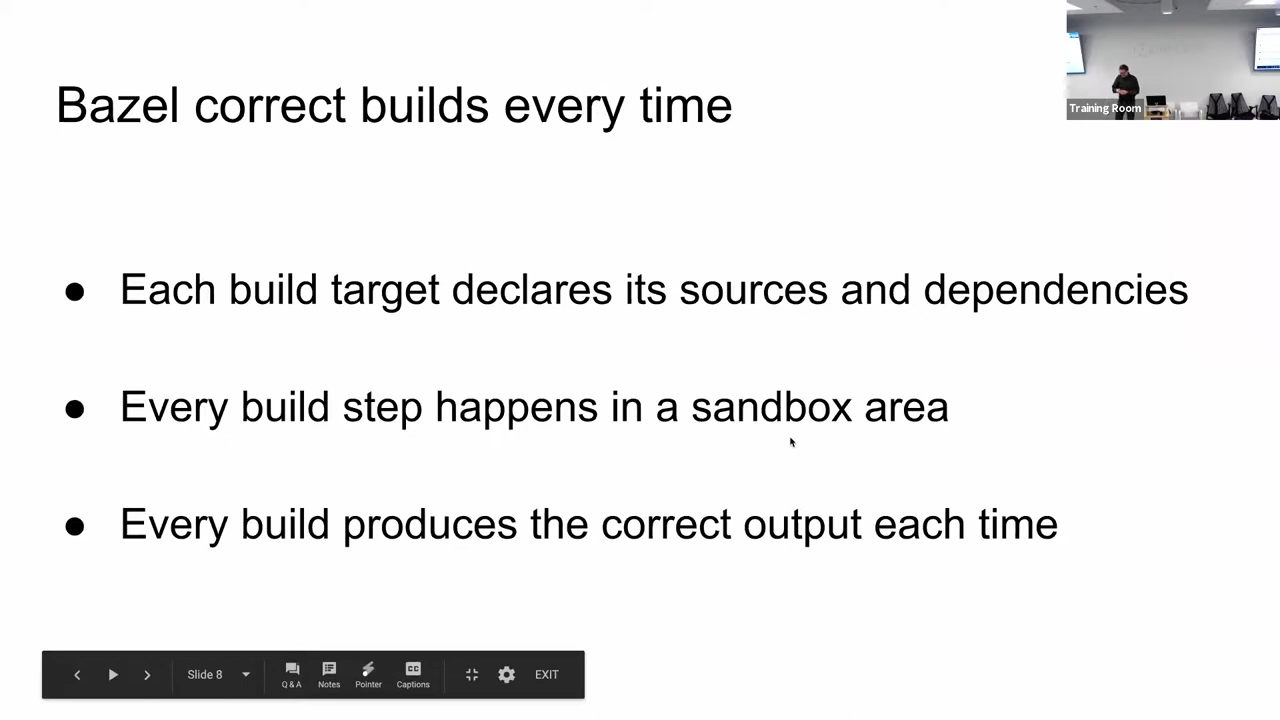 Bazel correct builds every time
Training Room
● Each build target declares its sources and dependencies
● Every build step happens in a sandbox area
● Every build produces the correct output each time
Slide 8
Q & A
Notes
Pointer
Captions
EXIT